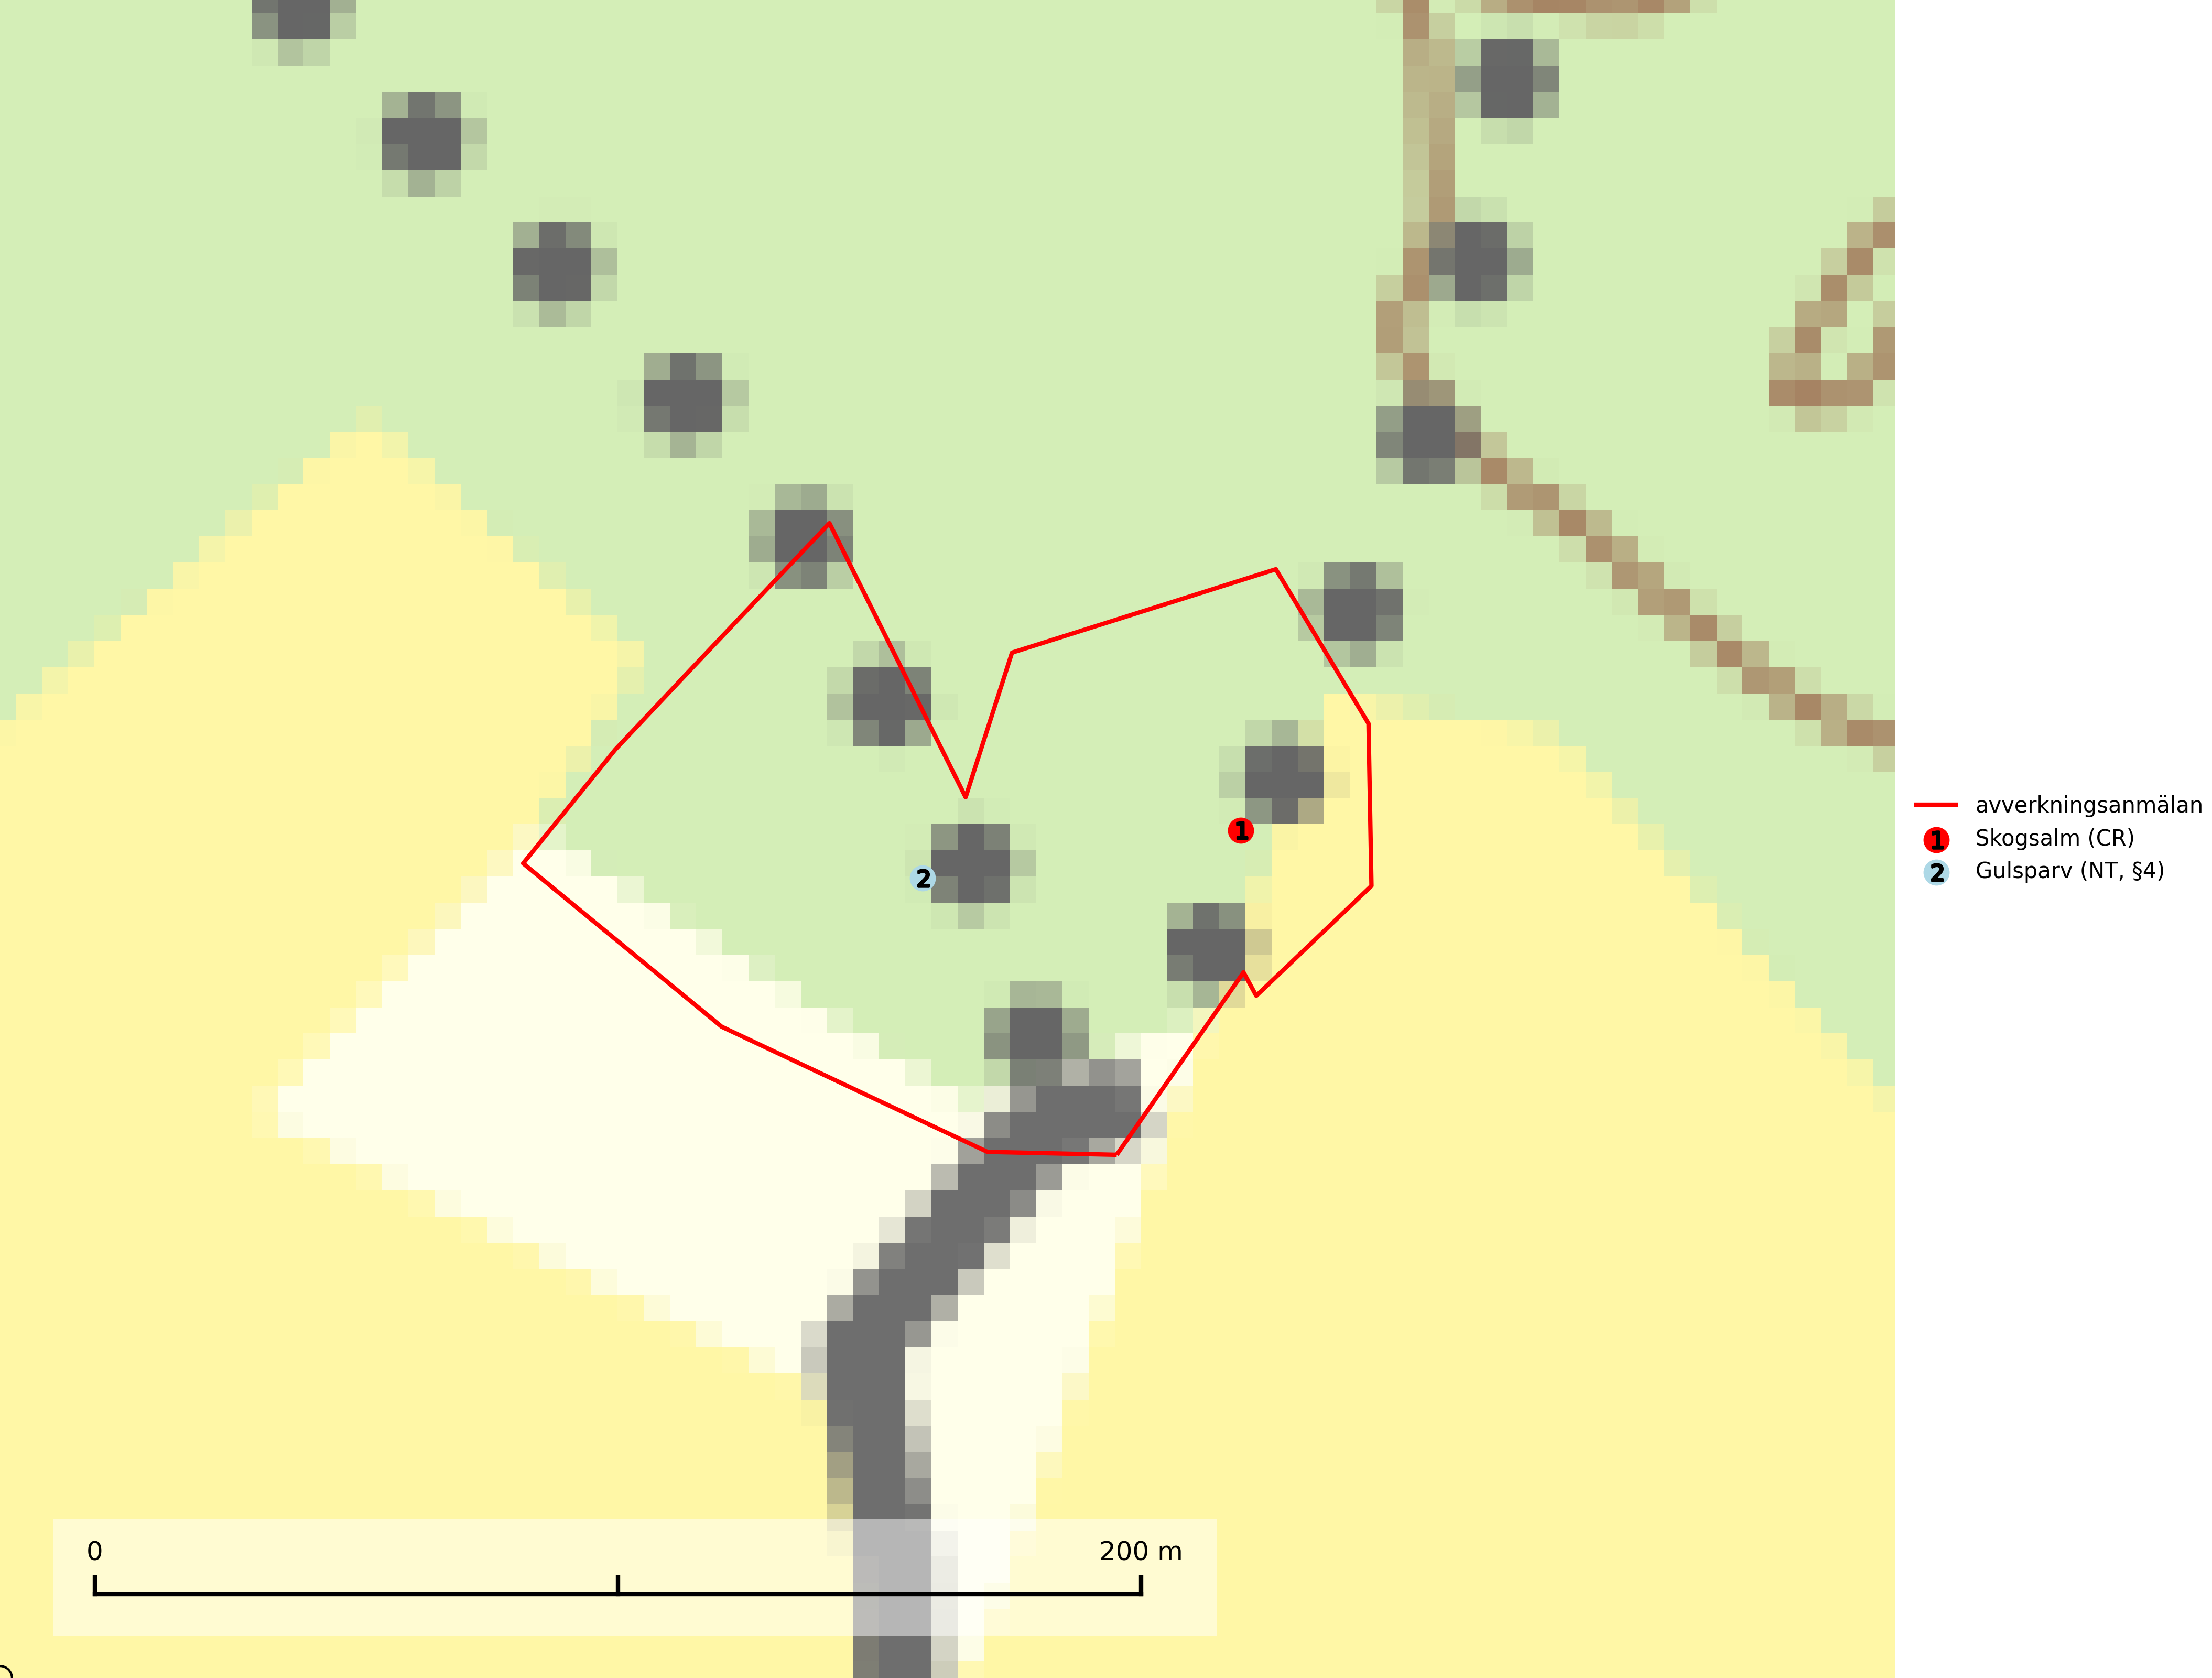 1
2
avverkningsanmälan
1 Skogsalm (CR)
2 Gulsparv (NT, §4)
0 200 m